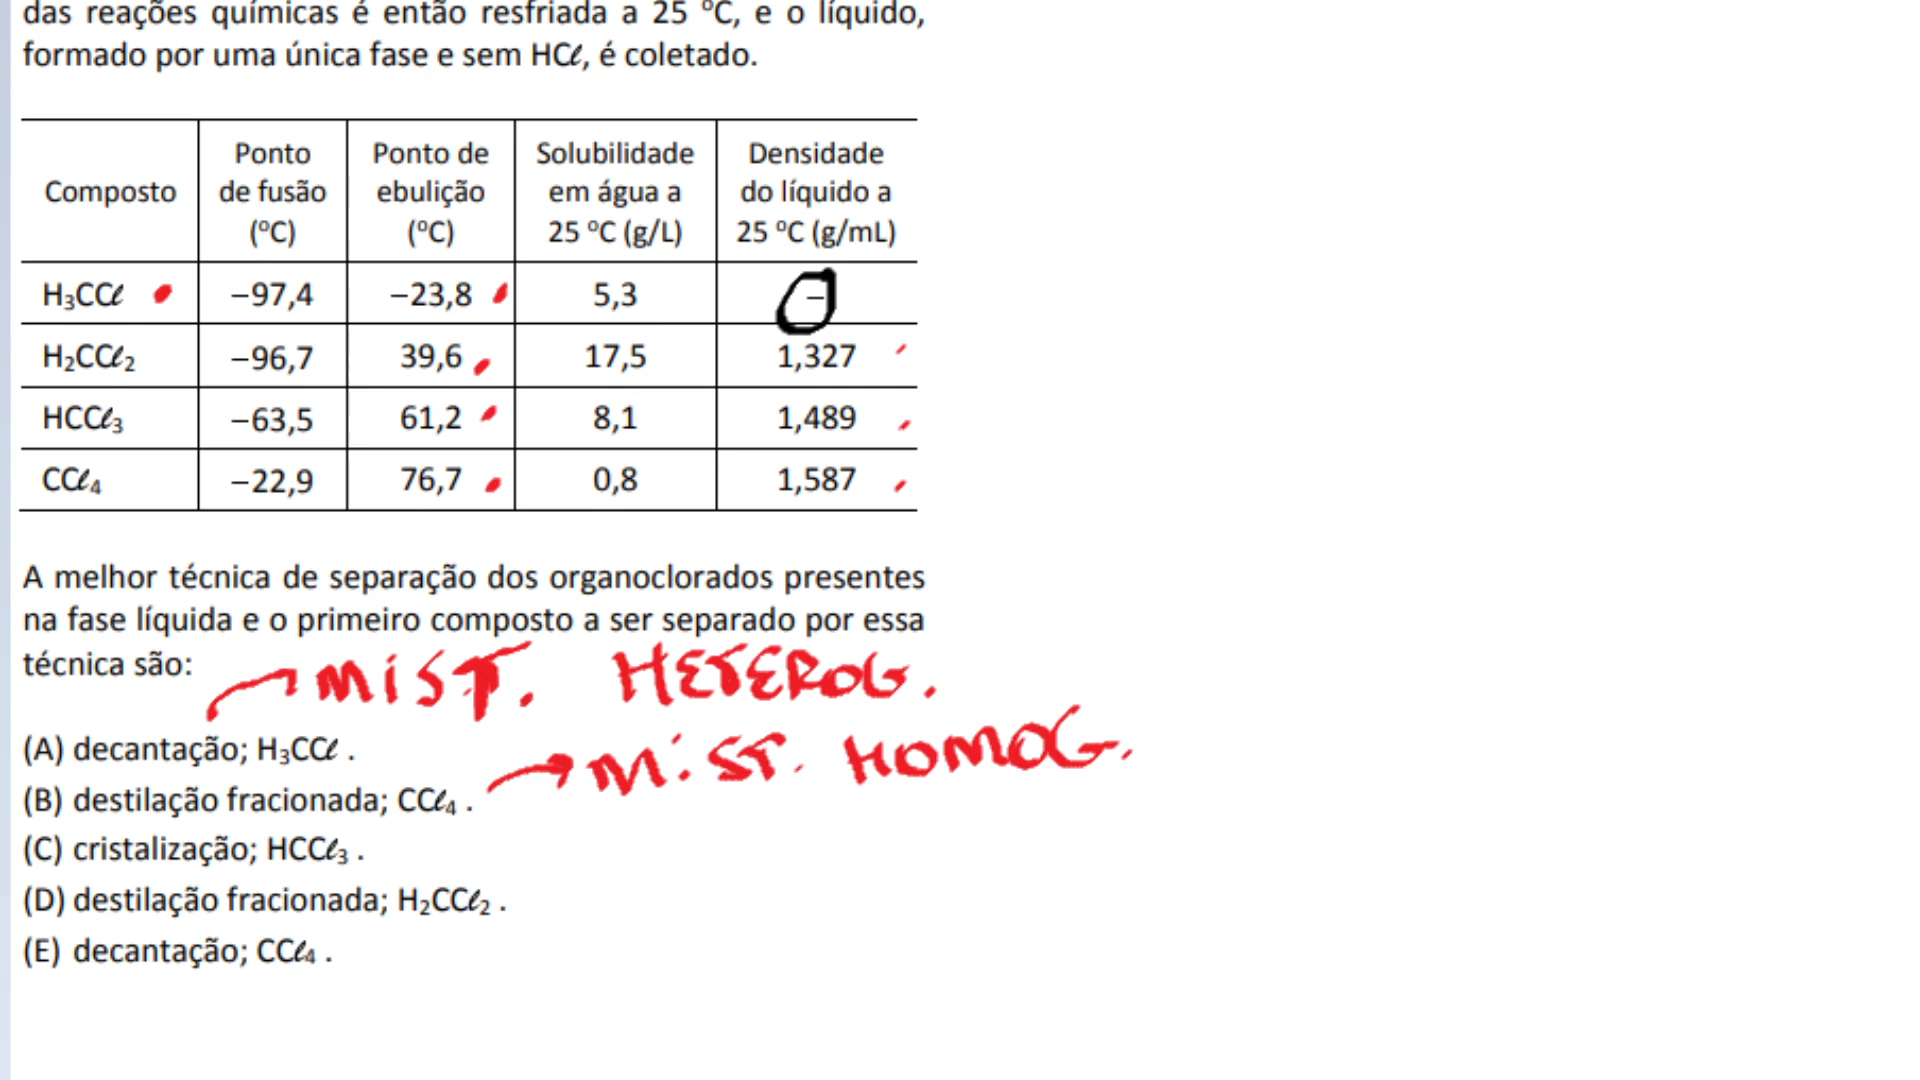 das reações químicas é então resfriada a 25 ºC, e o líquido,
formado por uma única fase e sem HCℓ, é coletado.
Composto | Ponto de fusão (ºC) | Ponto de ebulição (ºC) | Solubilidade em água a 25 ºC (g/L) | Densidade do líquido a 25 ºC (g/mL)
H₃CCℓ | −97,4 | −23,8 | 5,3 | −
H₂CCℓ₂ | −96,7 | 39,6 | 17,5 | 1,327
HCCℓ₃ | −63,5 | 61,2 | 8,1 | 1,489
CCℓ₄ | −22,9 | 76,7 | 0,8 | 1,587
A melhor técnica de separação dos organoclorados presentes
na fase líquida e o primeiro composto a ser separado por essa
técnica são:
→ MIST. HETEROG.
(A) decantação; H₃CCℓ .
→ MIST. HOMOG.
(B) destilação fracionada; CCℓ₄ .
(C) cristalização; HCCℓ₃ .
(D) destilação fracionada; H₂CCℓ₂ .
(E) decantação; CCℓ₄ .